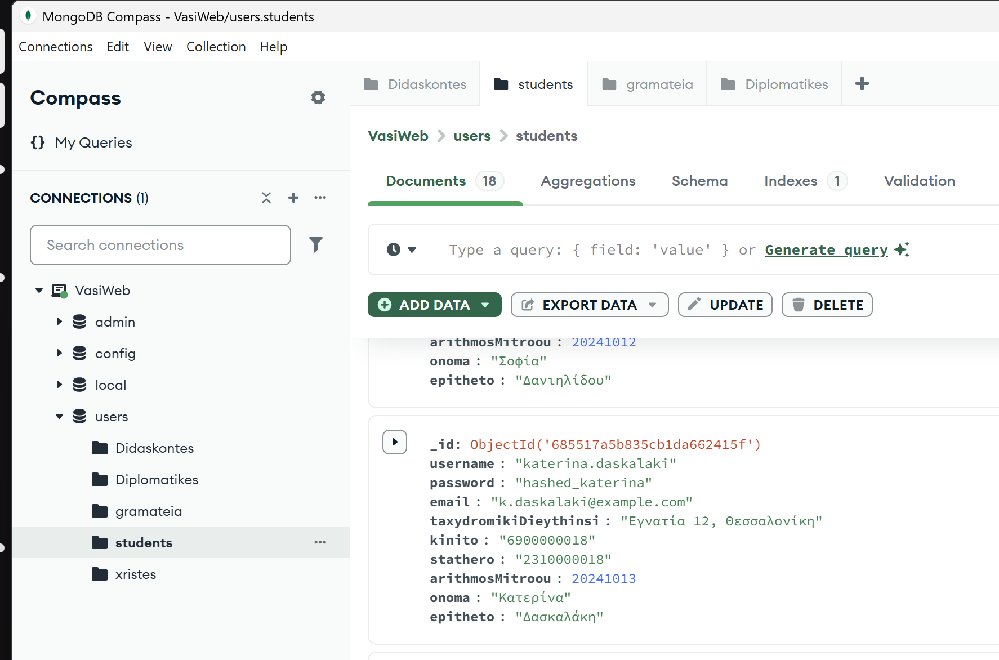 MongoDB Compass - VasiWeb/users.students
Connections Edit View Collection Help
Compass
{} My Queries
CONNECTIONS (1)
Search connections
VasiWeb
admin
config
local
users
Didaskontes
Diplomatikes
gramateia
students
xristes
Didaskontes students gramateia Diplomatikes
VasiWeb > users > students
Documents 18 Aggregations Schema Indexes 1 Validation
Type a query: { field: 'value' } or Generate query
ADD DATA EXPORT DATA UPDATE DELETE
arithmosMitroou : 20241012
onoma : "Σοφία"
epitheto : "Δανιηλίδου"
_id: ObjectId('685517a5b835cb1da662415f')
username : "katerina.daskalaki"
password : "hashed_katerina"
email : "k.daskalaki@example.com"
taxydromikiDieythinsi : "Εγνατία 12, Θεσσαλονίκη"
kinito : "6900000018"
stathero : "2310000018"
arithmosMitroou : 20241013
onoma : "Κατερίνα"
epitheto : "Δασκαλάκη"